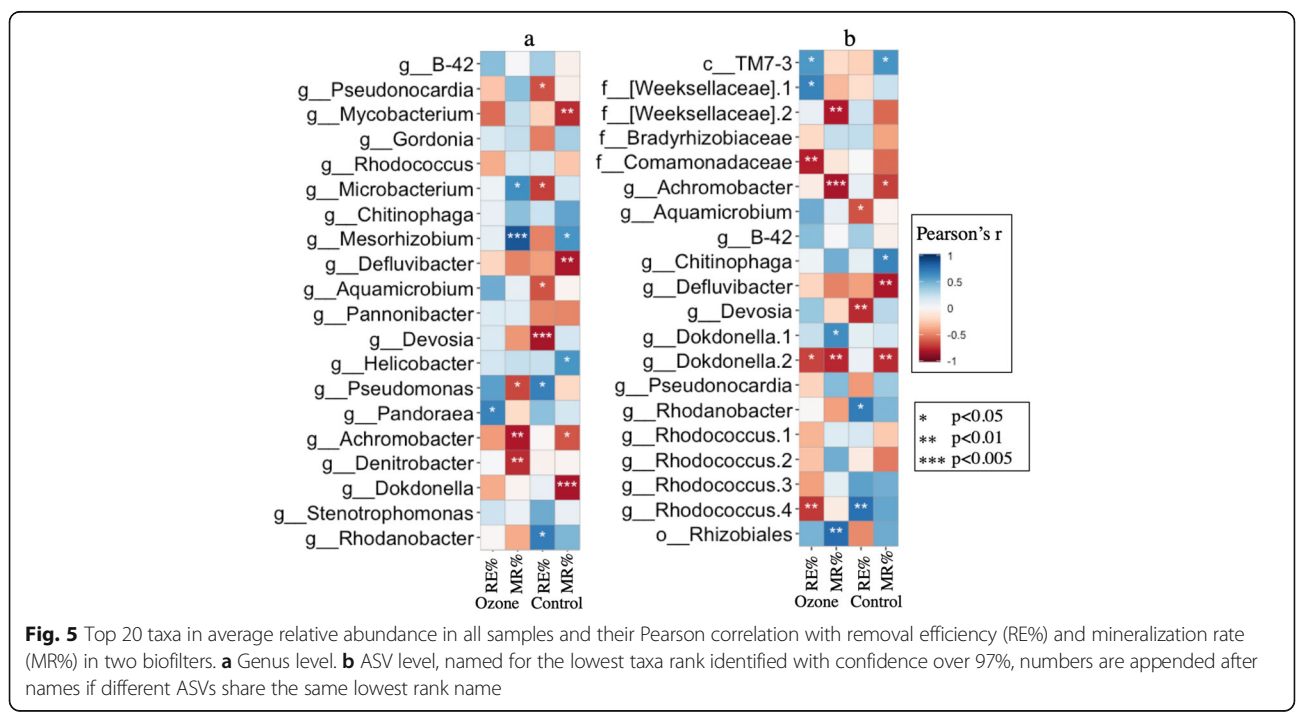 a
g__B-42
g__Pseudonocardia *
g__Mycobacterium **
g__Gordonia
g__Rhodococcus
g__Microbacterium * *
g__Chitinophaga
g__Mesorhizobium *** *
g__Defluvibacter **
g__Aquamicrobium *
g__Pannonibacter
g__Devosia ***
g__Helicobacter *
g__Pseudomonas * *
g__Pandoraea *
g__Achromobacter ** *
g__Denitrobacter **
g__Dokdonella ***
g__Stenotrophomonas
g__Rhodanobacter *
RE% MR% RE% MR%
Ozone Control
b
c__TM7-3 * *
f__[Weeksellaceae].1 *
f__[Weeksellaceae].2 **
f__Bradyrhizobiaceae
f__Comamonadaceae **
g__Achromobacter *** *
g__Aquamicrobium *
g__B-42
g__Chitinophaga *
g__Defluvibacter **
g__Devosia **
g__Dokdonella.1 *
g__Dokdonella.2 * ** **
g__Pseudonocardia
g__Rhodanobacter *
g__Rhodococcus.1
g__Rhodococcus.2
g__Rhodococcus.3
g__Rhodococcus.4 ** **
o__Rhizobiales **
RE% MR% RE% MR%
Ozone Control
Pearson's r
1
0.5
0
-0.5
-1
* p<0.05
** p<0.01
*** p<0.005
Fig. 5 Top 20 taxa in average relative abundance in all samples and their Pearson correlation with removal efficiency (RE%) and mineralization rate
(MR%) in two biofilters. a Genus level. b ASV level, named for the lowest taxa rank identified with confidence over 97%, numbers are appended after
names if different ASVs share the same lowest rank name